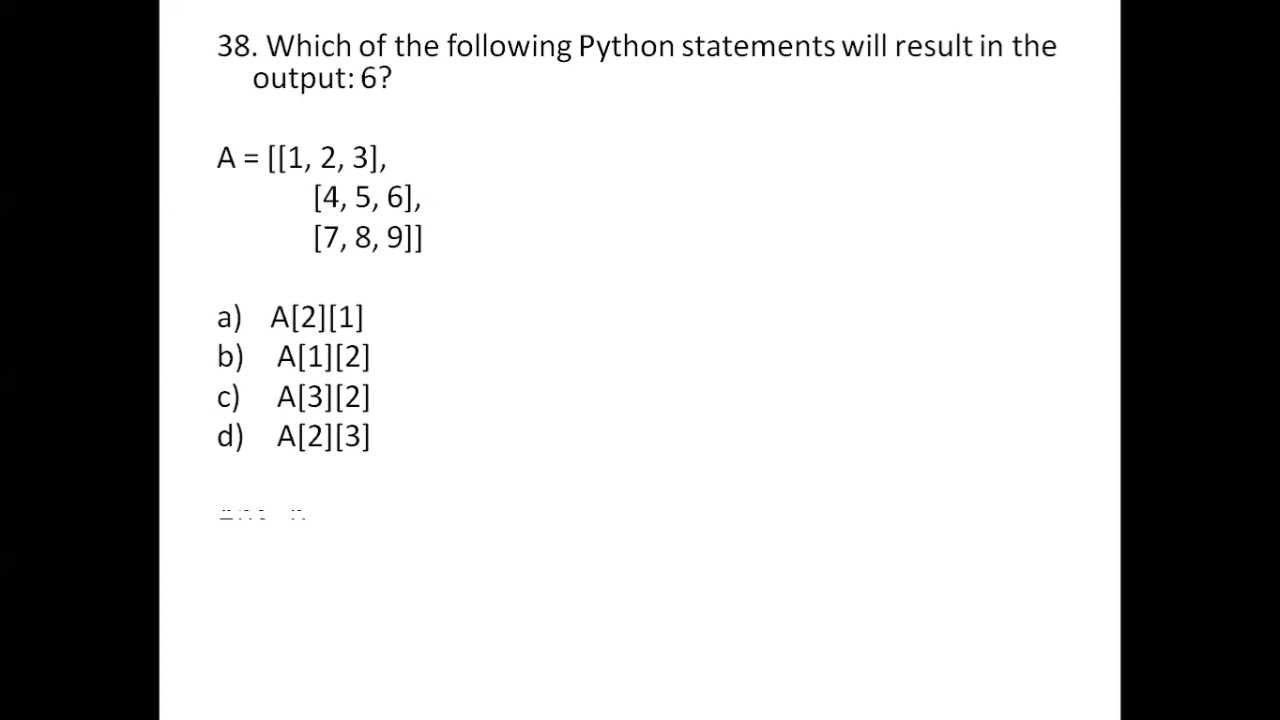 38. Which of the following Python statements will result in the
output: 6?
A = [[1, 2, 3],
[4, 5, 6],
[7, 8, 9]]
a) A[2][1]
b) A[1][2]
c) A[3][2]
d) A[2][3]